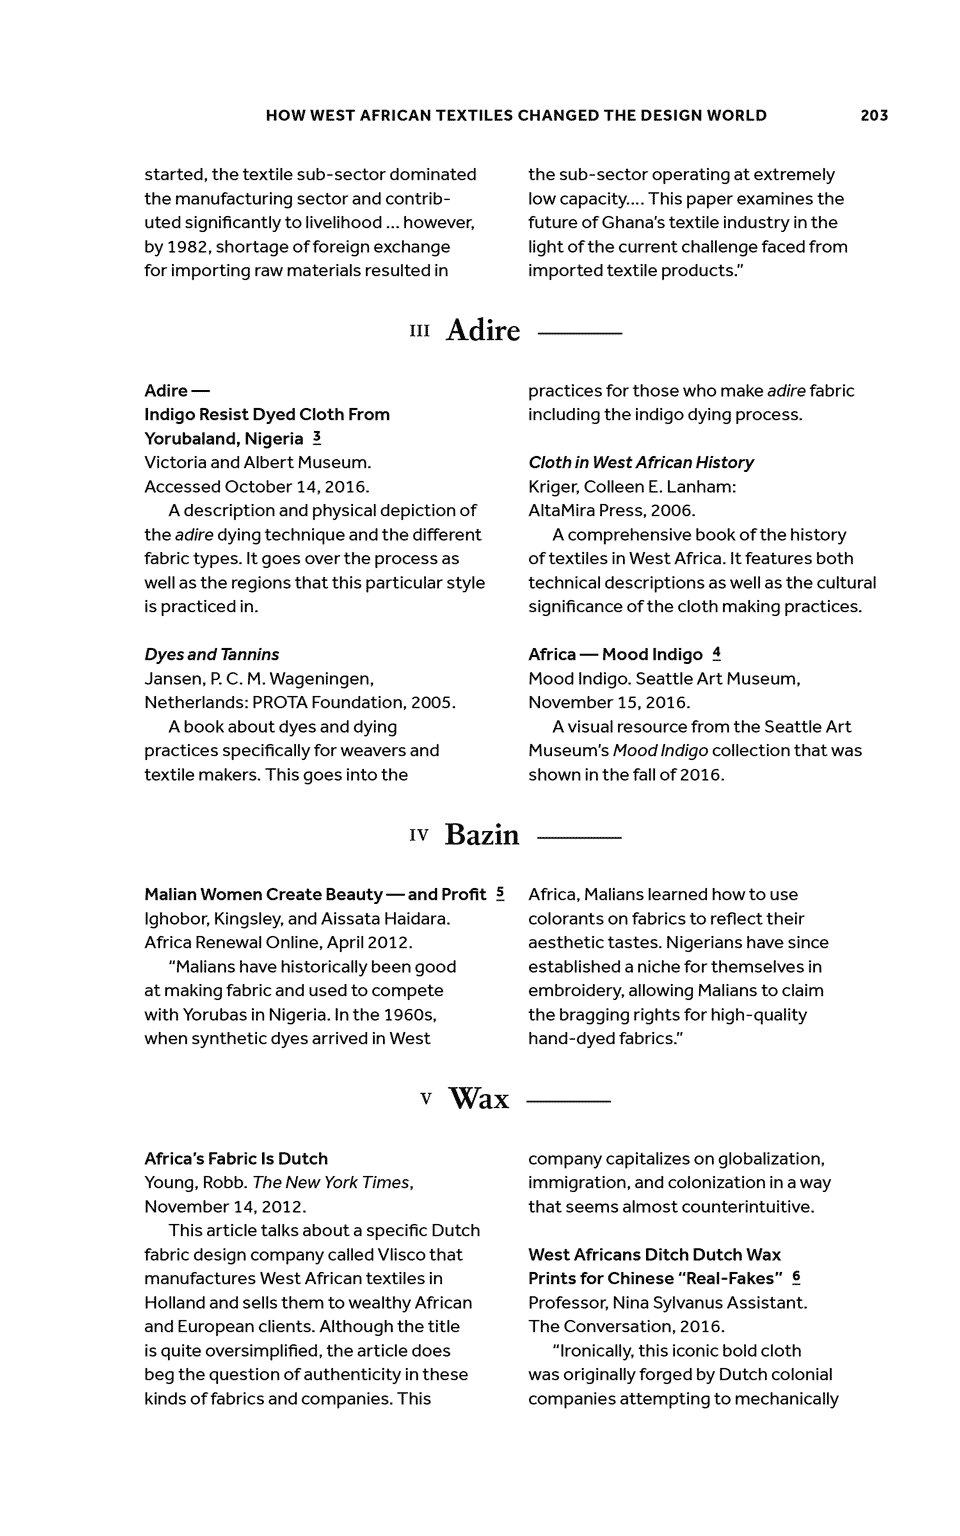 HOW WEST AFRICAN TEXTILES CHANGED THE DESIGN WORLD 203
started, the textile sub-sector dominated
the manufacturing sector and contrib-
uted significantly to livelihood ... however,
by 1982, shortage of foreign exchange
for importing raw materials resulted in
the sub-sector operating at extremely
low capacity.... This paper examines the
future of Ghana’s textile industry in the
light of the current challenge faced from
imported textile products.”
III Adire
Adire —
Indigo Resist Dyed Cloth From
Yorubaland, Nigeria 3
Victoria and Albert Museum.
Accessed October 14, 2016.
A description and physical depiction of
the adire dying technique and the different
fabric types. It goes over the process as
well as the regions that this particular style
is practiced in.
Dyes and Tannins
Jansen, P. C. M. Wageningen,
Netherlands: PROTA Foundation, 2005.
A book about dyes and dying
practices specifically for weavers and
textile makers. This goes into the
practices for those who make adire fabric
including the indigo dying process.
Cloth in West African History
Kriger, Colleen E. Lanham:
AltaMira Press, 2006.
A comprehensive book of the history
of textiles in West Africa. It features both
technical descriptions as well as the cultural
significance of the cloth making practices.
Africa — Mood Indigo 4
Mood Indigo. Seattle Art Museum,
November 15, 2016.
A visual resource from the Seattle Art
Museum’s Mood Indigo collection that was
shown in the fall of 2016.
IV Bazin
Malian Women Create Beauty — and Profit 5
Ighobor, Kingsley, and Aissata Haidara.
Africa Renewal Online, April 2012.
“Malians have historically been good
at making fabric and used to compete
with Yorubas in Nigeria. In the 1960s,
when synthetic dyes arrived in West
Africa, Malians learned how to use
colorants on fabrics to reflect their
aesthetic tastes. Nigerians have since
established a niche for themselves in
embroidery, allowing Malians to claim
the bragging rights for high-quality
hand-dyed fabrics.”
V Wax
Africa’s Fabric Is Dutch
Young, Robb. The New York Times,
November 14, 2012.
This article talks about a specific Dutch
fabric design company called Vlisco that
manufactures West African textiles in
Holland and sells them to wealthy African
and European clients. Although the title
is quite oversimplified, the article does
beg the question of authenticity in these
kinds of fabrics and companies. This
company capitalizes on globalization,
immigration, and colonization in a way
that seems almost counterintuitive.
West Africans Ditch Dutch Wax
Prints for Chinese “Real-Fakes” 6
Professor, Nina Sylvanus Assistant.
The Conversation, 2016.
“Ironically, this iconic bold cloth
was originally forged by Dutch colonial
companies attempting to mechanically